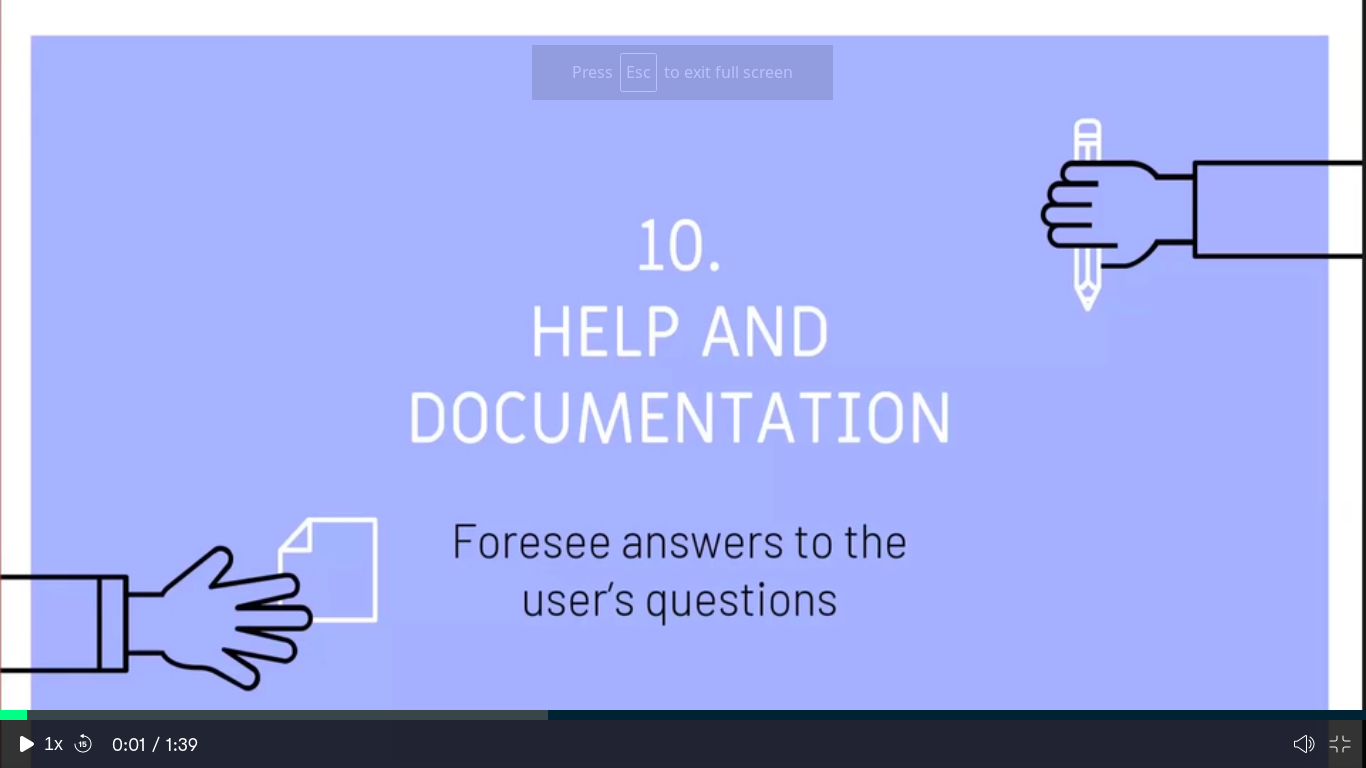 Press Esc to exit full screen
10.
HELP AND
DOCUMENTATION
Foresee answers to the
user's questions
1x 15 0:01 / 1:39